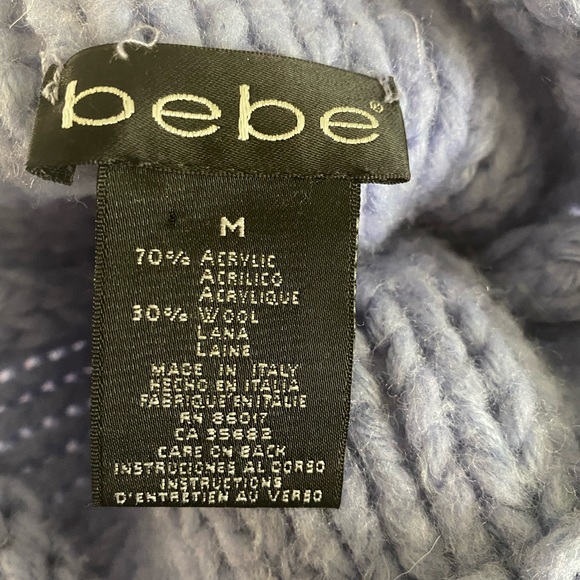 bebe®
M
70% ACRYLIC
ACRILICO
ACRYLIQUE
30% WOOL
LANA
LAINE
MADE IN ITALY
HECHO EN ITALIA
FABRIQUE EN ITALIE
RN 86017
CA 35682
CARE ON BACK
INSTRUCIONES AL DORSO
INSTRUCTIONS
D'ENTRETIEN AU VERSO